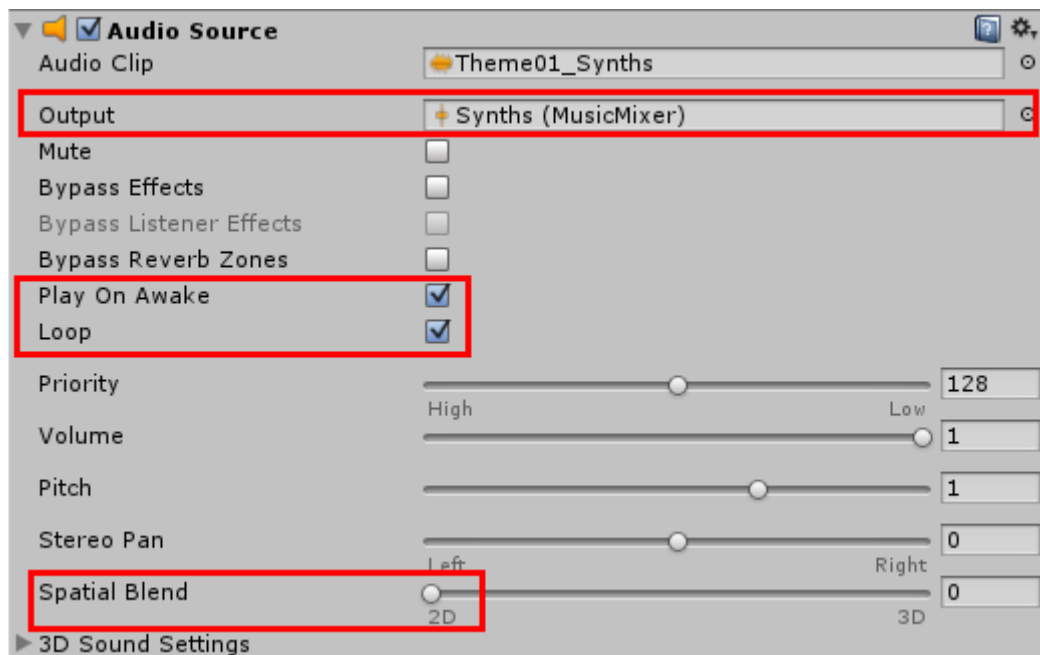 Audio Source
Audio Clip Theme01_Synths
Output Synths (MusicMixer)
Mute
Bypass Effects
Bypass Listener Effects
Bypass Reverb Zones
Play On Awake
Loop
Priority 128
High Low
Volume 1
Pitch 1
Stereo Pan 0
Left Right
Spatial Blend 0
2D 3D
3D Sound Settings